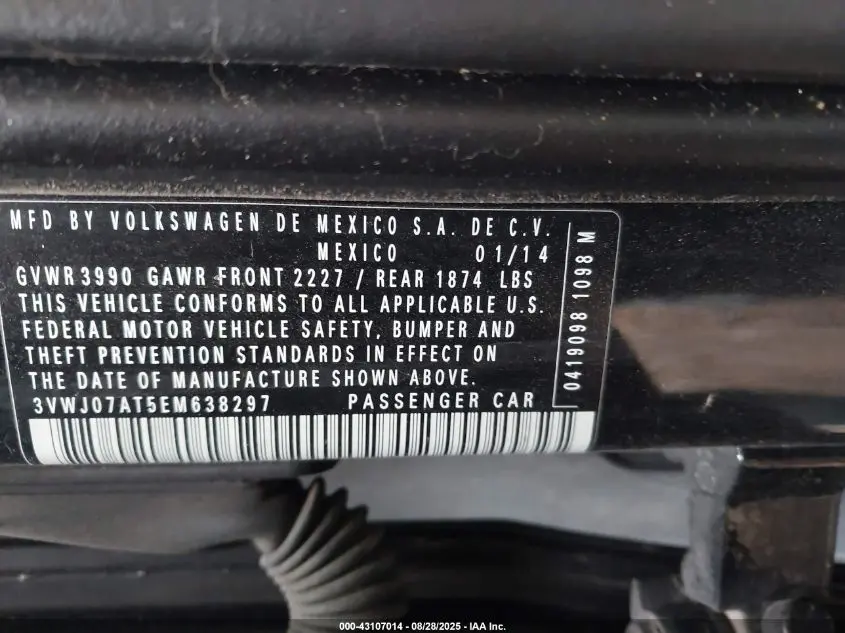 MFD BY VOLKSWAGEN DE MEXICO S.A. DE C.V.
MEXICO 01/14
GVWR 3990 GAWR FRONT 2227 / REAR 1874 LBS
THIS VEHICLE CONFORMS TO ALL APPLICABLE U.S.
FEDERAL MOTOR VEHICLE SAFETY, BUMPER AND
THEFT PREVENTION STANDARDS IN EFFECT ON
THE DATE OF MANUFACTURE SHOWN ABOVE.
3VWJ07AT5EM638297 PASSENGER CAR
0419098 1098 M
000-43107014 - 08/28/2025 - IAA Inc.